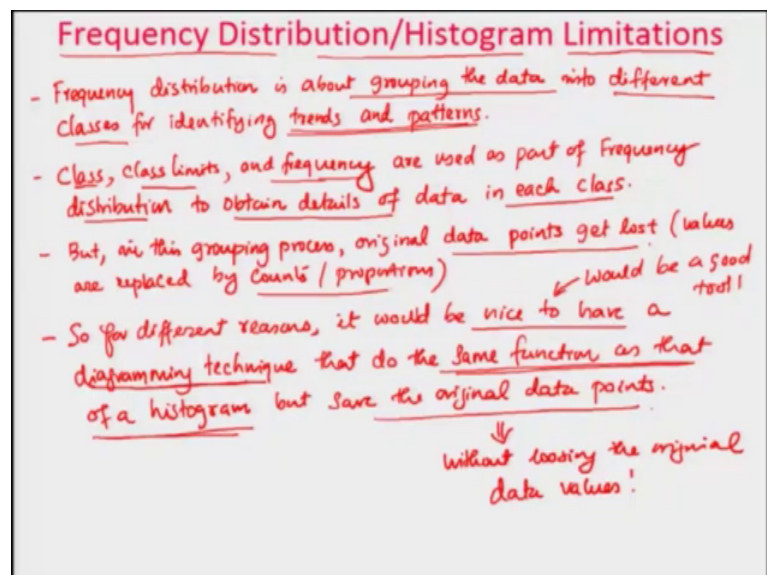 Frequency Distribution/Histogram Limitations
- Frequency distribution is about grouping the data into different
classes for identifying trends and patterns.
- Class, class limits, and frequency are used as part of Frequency
distribution to obtain details of data in each class.
- But, in this grouping process, original data points get lost (values
are replaced by counts / proportions)
would be a good
tool!
- So for different reasons, it would be nice to have a
diagramming technique that do the same function as that
of a histogram but save the original data points.
without loosing the original
data values!